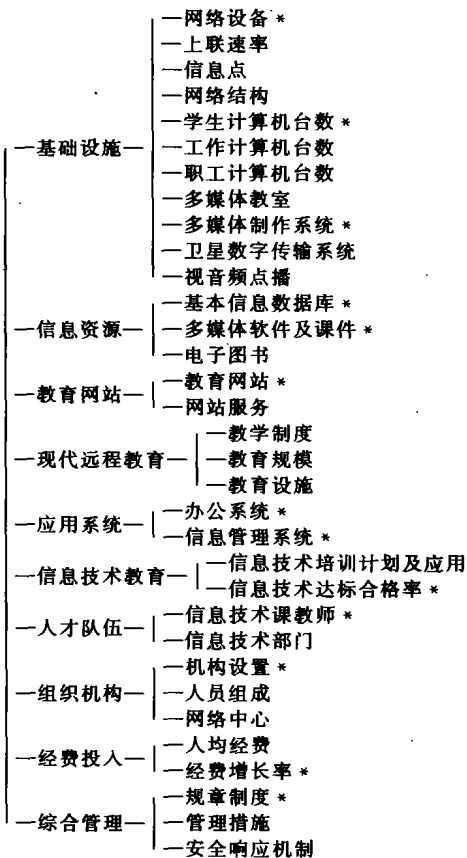 网络设备 *
上联速率
信息点
网络结构
学生计算机台数 *
基础设施
工作计算机台数
职工计算机台数
多媒体教室
多媒体制作系统 *
卫星数字传输系统
视音频点播
基本信息数据库 *
信息资源
多媒体软件及课件 *
电子图书
教育网站
教育网站 *
网站服务
教学制度
现代远程教育
教育规模
教育设施
应用系统
办公系统 *
信息管理系统 *
信息技术教育
信息技术培训计划及应用
信息技术达标合格率 *
人才队伍
信息技术课教师 *
信息技术部门
机构设置 *
组织机构
人员组成
网络中心
经费投入
人均经费
经费增长率 *
规章制度 *
综合管理
管理措施
安全响应机制